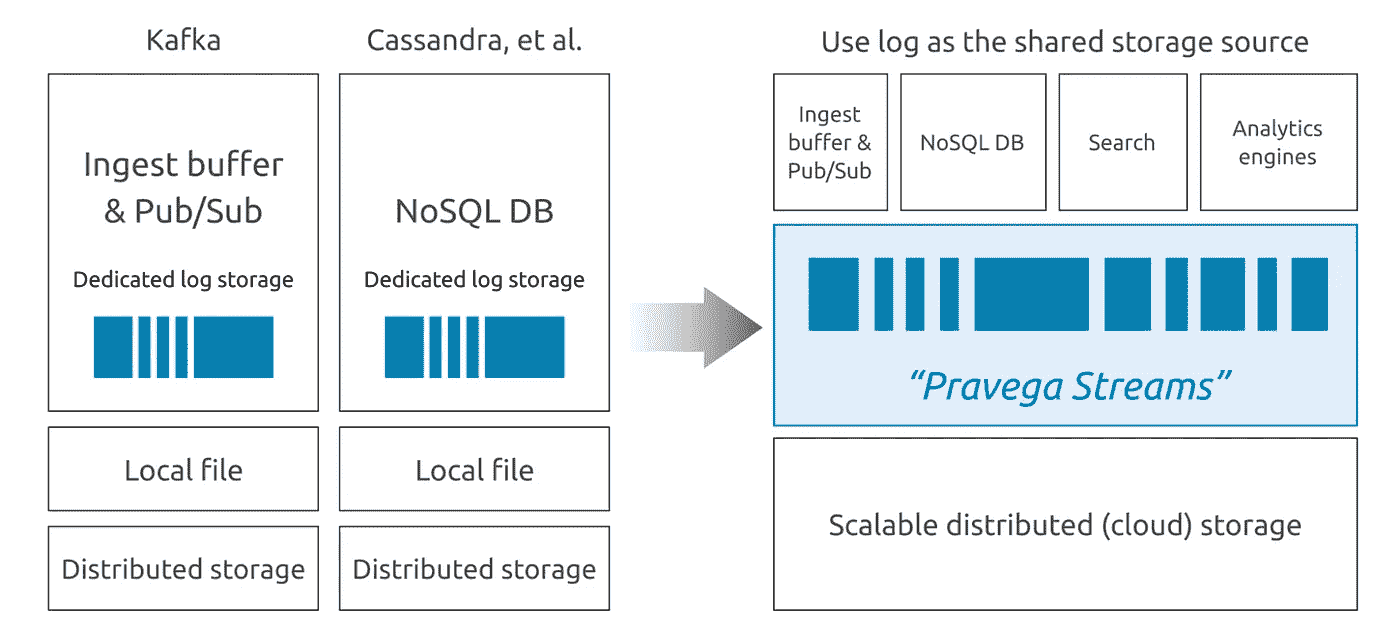 Kafka
Ingest buffer
& Pub/Sub
Dedicated log storage
Local file
Distributed storage
Cassandra, et al.
NoSQL DB
Dedicated log storage
Local file
Distributed storage
Use log as the shared storage source
Ingest
buffer &
Pub/Sub
NoSQL DB
Search
Analytics
engines
“Pravega Streams”
Scalable distributed (cloud) storage